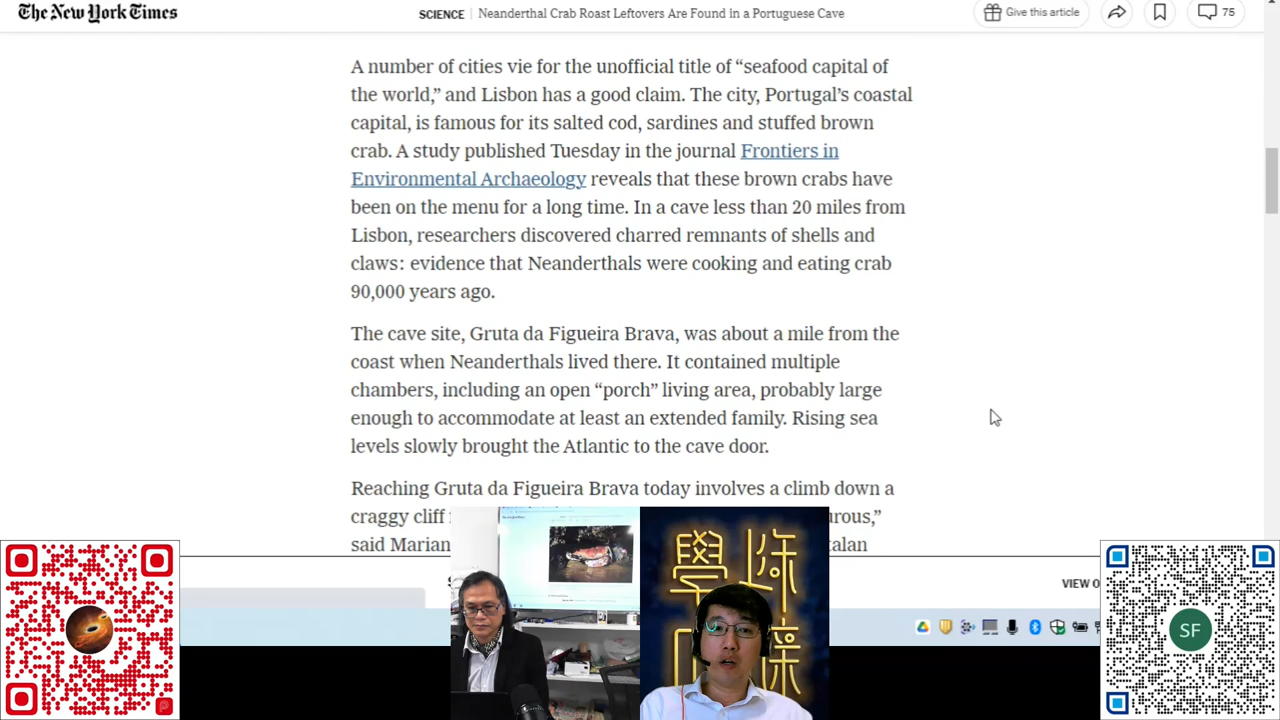 The New York Times
SCIENCE | Neanderthal Crab Roast Leftovers Are Found in a Portuguese Cave
Give this article
75
A number of cities vie for the unofficial title of “seafood capital of
the world,” and Lisbon has a good claim. The city, Portugal’s coastal
capital, is famous for its salted cod, sardines and stuffed brown
crab. A study published Tuesday in the journal Frontiers in
Environmental Archaeology reveals that these brown crabs have
been on the menu for a long time. In a cave less than 20 miles from
Lisbon, researchers discovered charred remnants of shells and
claws: evidence that Neanderthals were cooking and eating crab
90,000 years ago.
The cave site, Gruta da Figueira Brava, was about a mile from the
coast when Neanderthals lived there. It contained multiple
chambers, including an open “porch” living area, probably large
enough to accommodate at least an extended family. Rising sea
levels slowly brought the Atlantic to the cave door.
Reaching Gruta da Figueira Brava today involves a climb down a
craggy cliff
said Marian
talan
VIEW O
SF
學